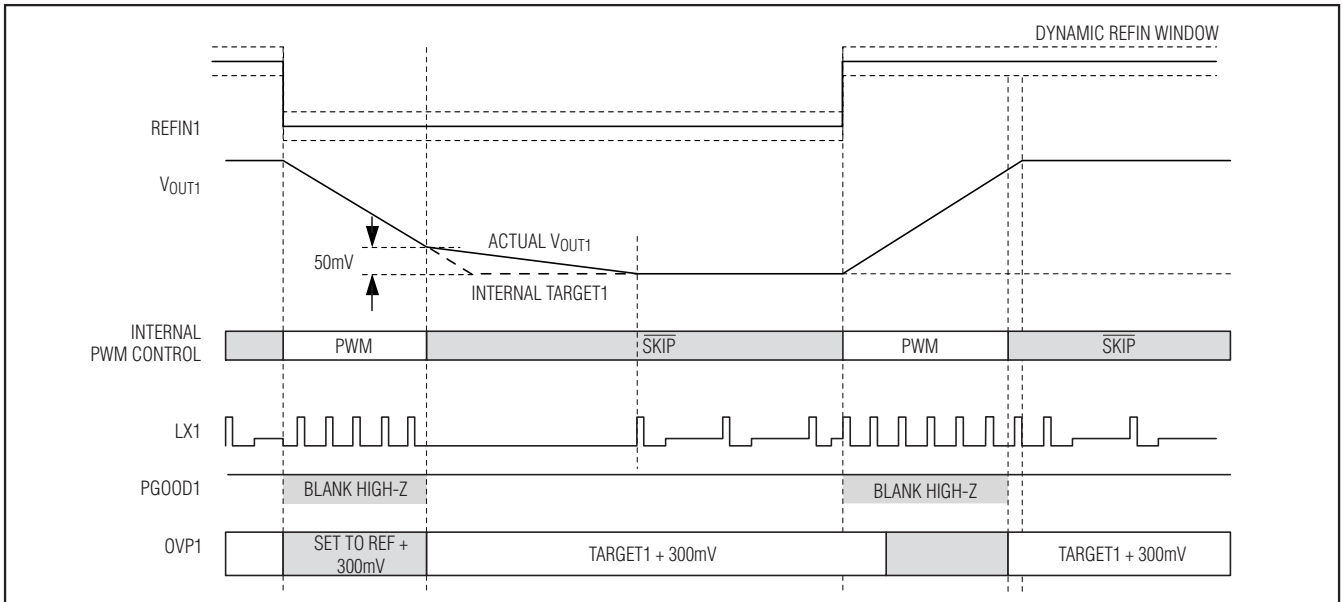 DYNAMIC REFIN WINDOW
REFIN1
VOUT1
50mV
ACTUAL VOUT1
INTERNAL TARGET1
INTERNAL
PWM CONTROL
PWM
SKIP
PWM
SKIP
LX1
PGOOD1
BLANK HIGH-Z
BLANK HIGH-Z
OVP1
SET TO REF +
300mV
TARGET1 + 300mV
TARGET1 + 300mV